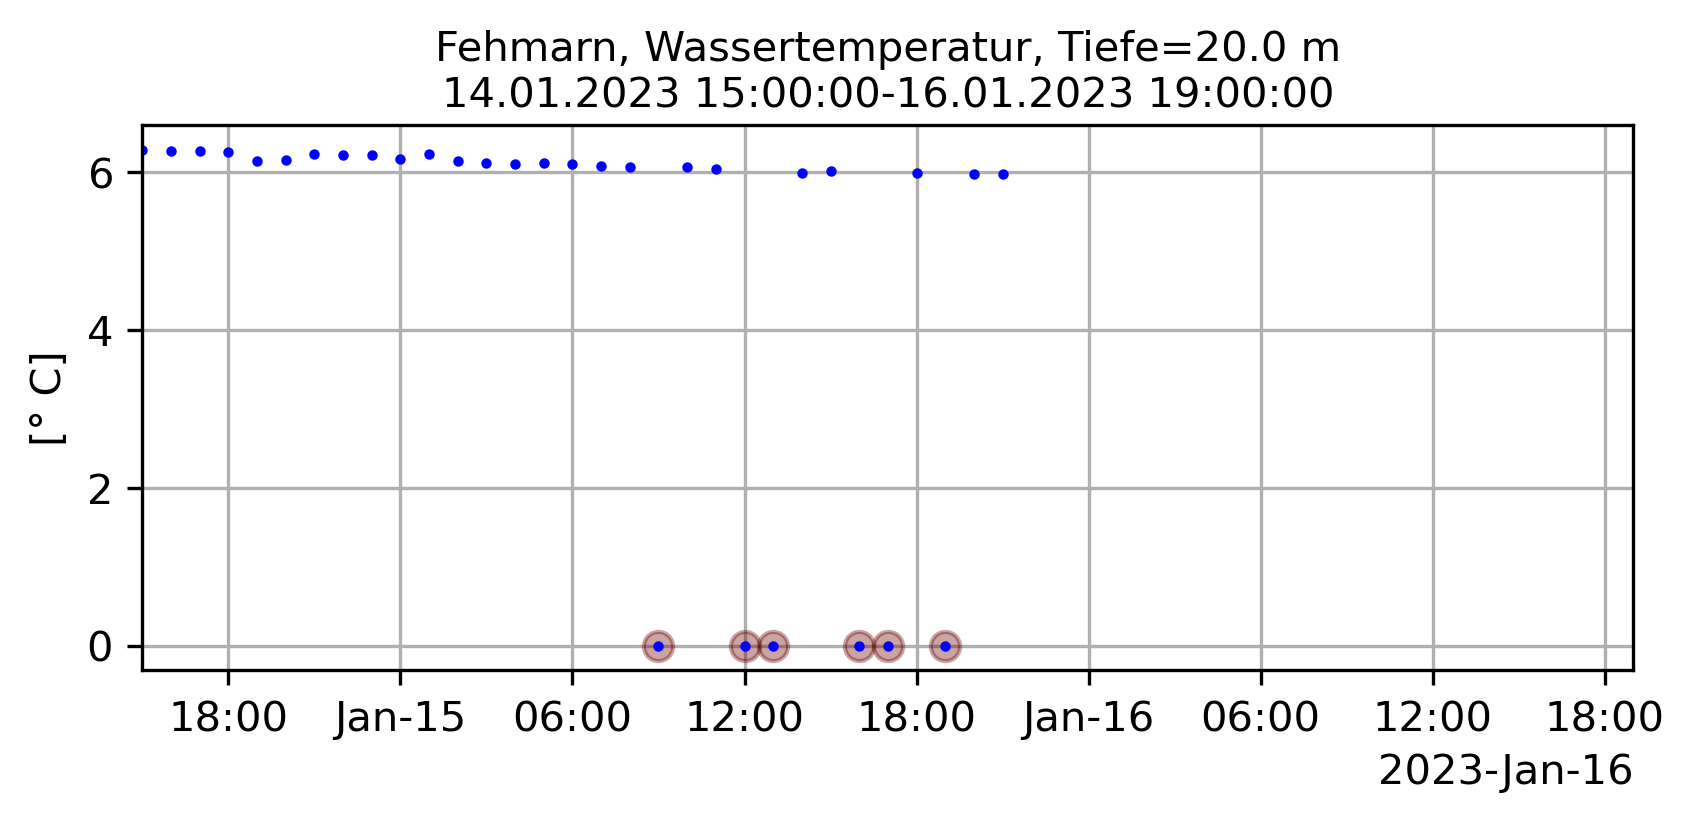 Fehmarn, Wassertemperatur, Tiefe=20.0 m
14.01.2023 15:00:00-16.01.2023 19:00:00
[° C]
6
4
2
0
18:00 Jan-15 06:00 12:00 18:00 Jan-16 06:00 12:00 18:00
2023-Jan-16